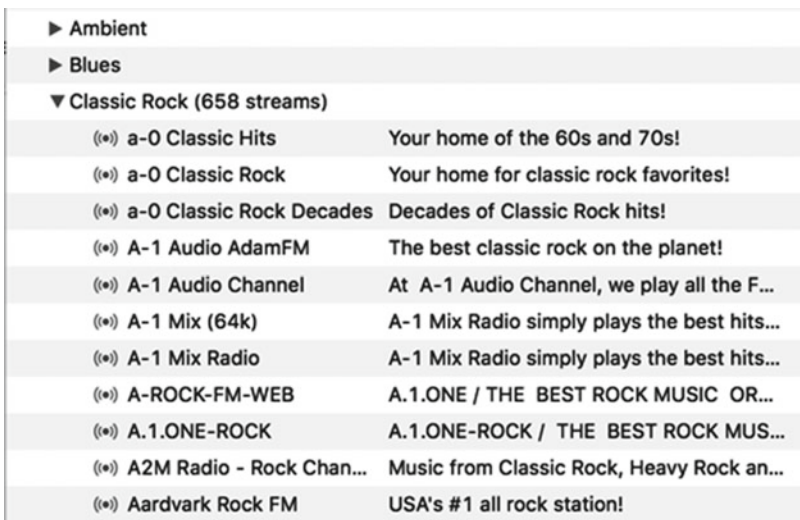 Ambient
Blues
Classic Rock (658 streams)
a-0 Classic Hits Your home of the 60s and 70s!
a-0 Classic Rock Your home for classic rock favorites!
a-0 Classic Rock Decades Decades of Classic Rock hits!
A-1 Audio AdamFM The best classic rock on the planet!
A-1 Audio Channel At A-1 Audio Channel, we play all the F...
A-1 Mix (64k) A-1 Mix Radio simply plays the best hits...
A-1 Mix Radio A-1 Mix Radio simply plays the best hits...
A-ROCK-FM-WEB A.1.ONE / THE BEST ROCK MUSIC OR...
A.1.ONE-ROCK A.1.ONE-ROCK / THE BEST ROCK MUS...
A2M Radio - Rock Chan... Music from Classic Rock, Heavy Rock an...
Aardvark Rock FM USA's #1 all rock station!